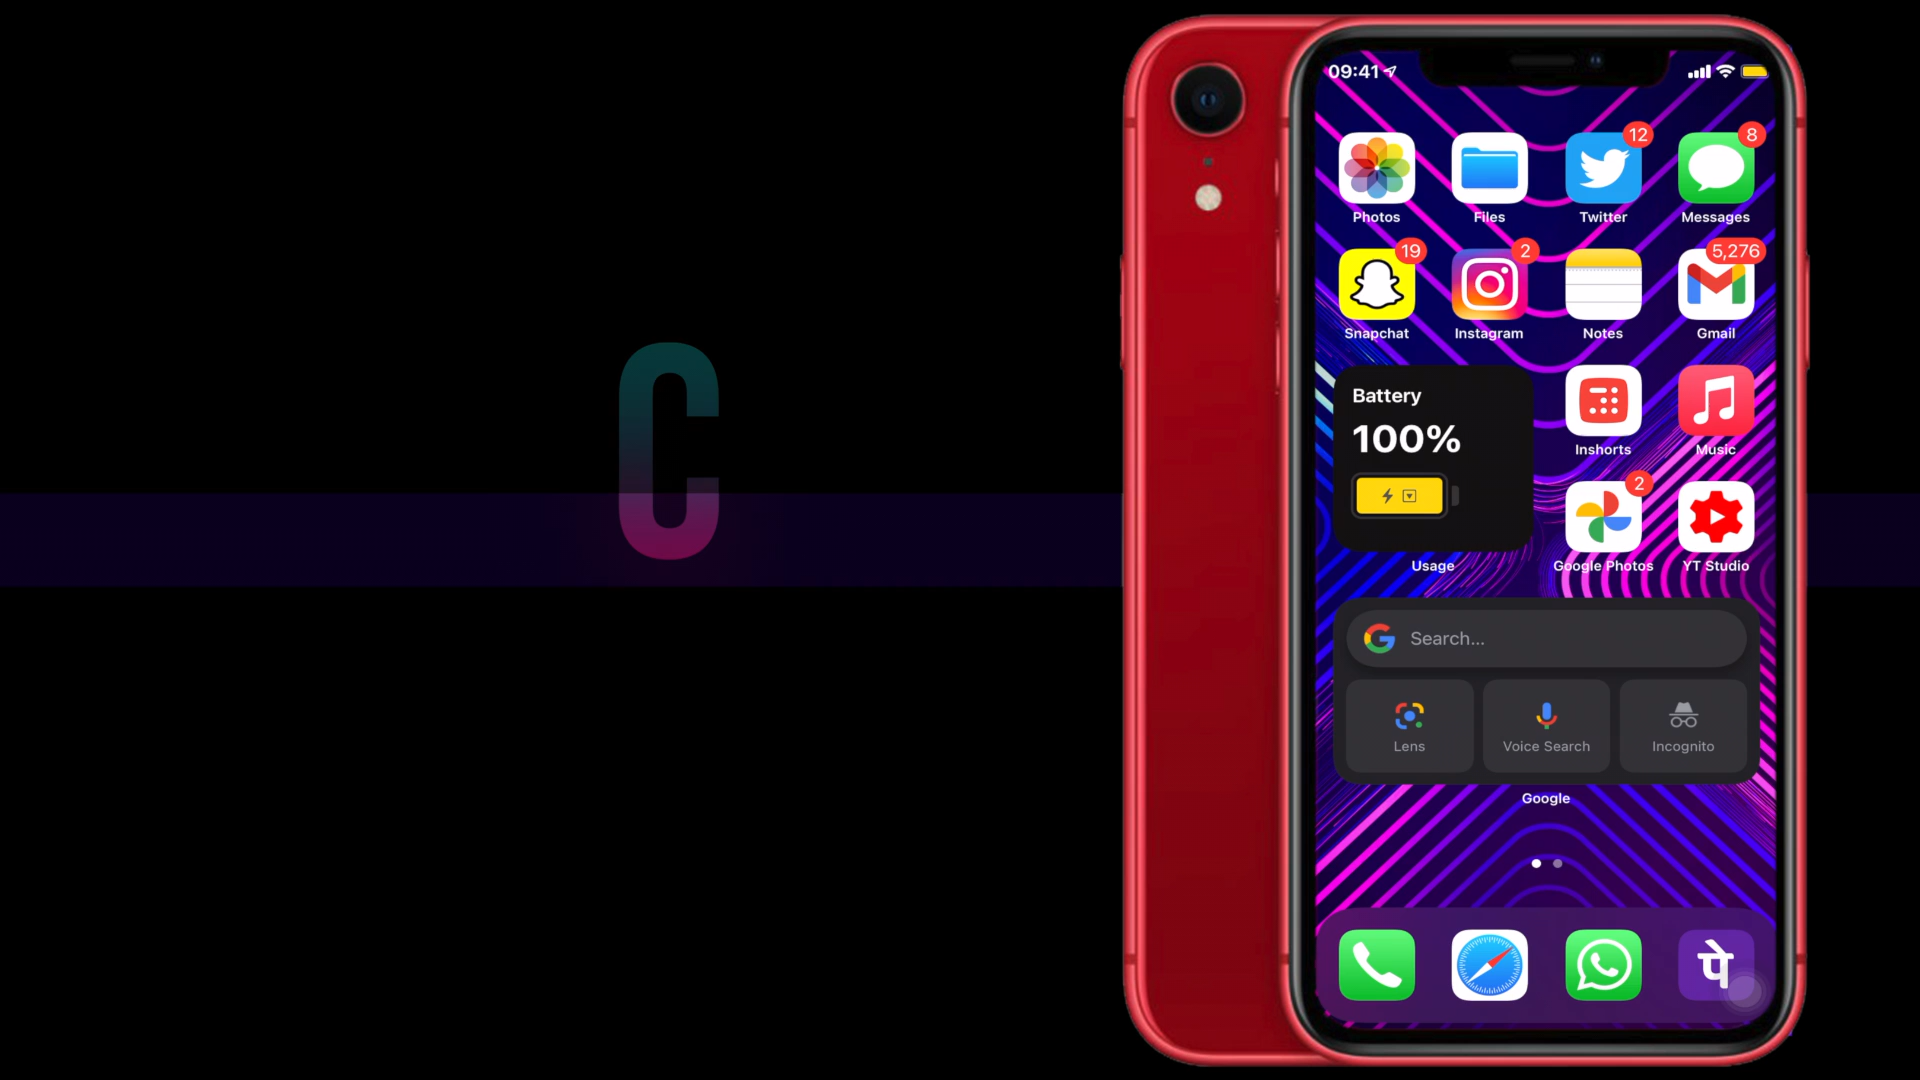 C
09:41
12
8
Photos
Files
Twitter
Messages
19
2
5,276
Snapchat
Instagram
Notes
Gmail
Battery
100%
Inshorts
Music
2
Usage
Google Photos
YT Studio
G
Search...
Lens
Voice Search
Incognito
Google
पे